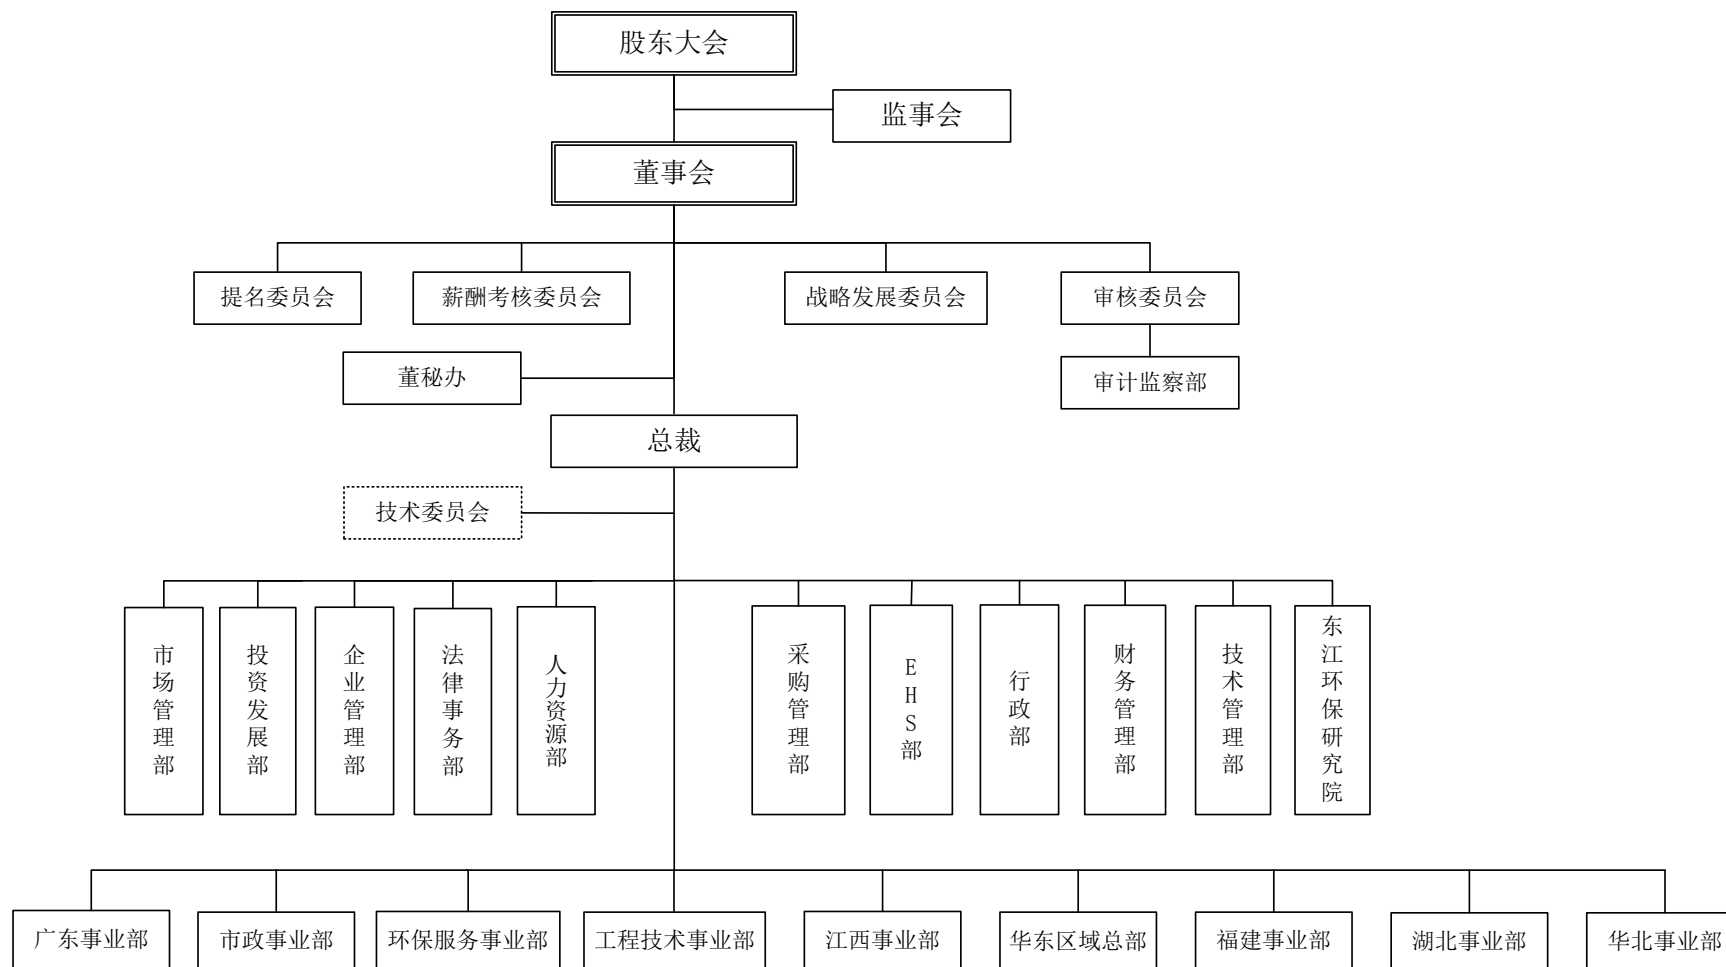 股东大会
监事会
董事会
提名委员会
薪酬考核委员会
战略发展委员会
审核委员会
董秘办
审计监察部
总裁
技术委员会
市场管理部
投资发展部
企业管理部
法律事务部
人力资源部
采购管理部
EHS部
行政部
财务管理部
技术管理部
东江环保研究院
广东事业部
市政事业部
环保服务事业部
工程技术事业部
江西事业部
华东区域总部
福建事业部
湖北事业部
华北事业部